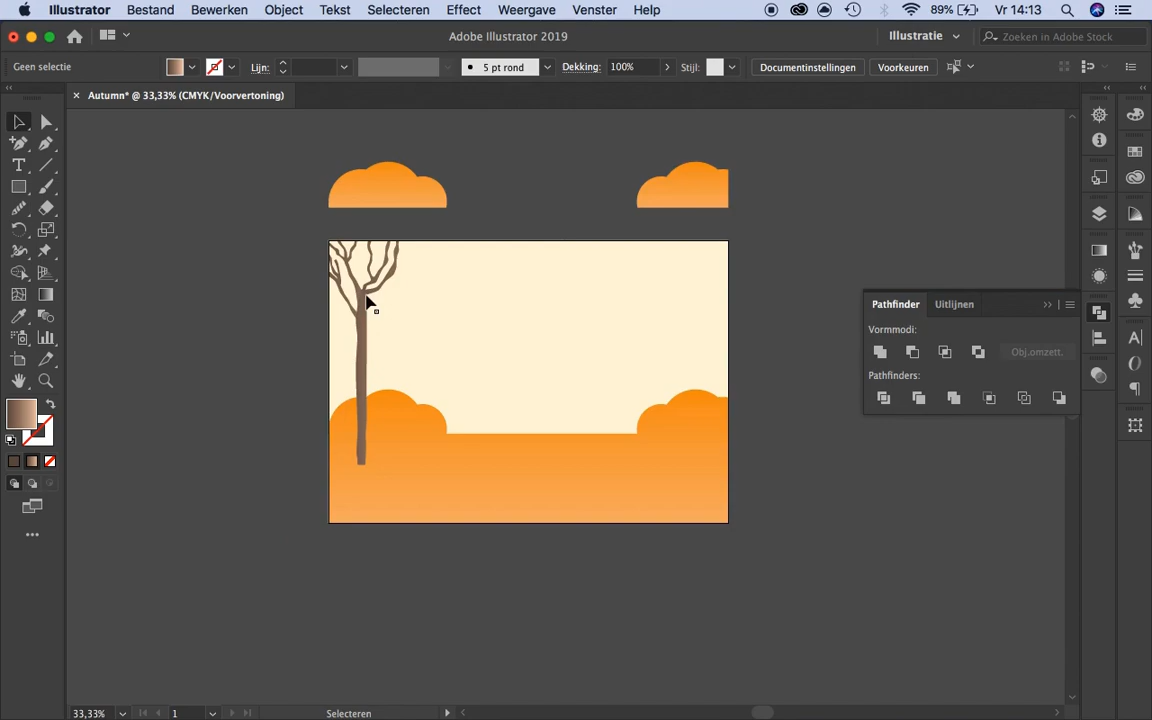 Illustrator Bestand Bewerken Object Tekst Selecteren Effect Weergave Venster Help 89% Vr 14:13
Adobe Illustrator 2019 Illustratie Zoeken in Adobe Stock
Geen selectie Lijn: 5 pt rond Dekking: 100% Stijl: Documentinstellingen Voorkeuren
Autumn* @ 33,33% (CMYK/Voorvertoning)
Pathfinder Uitlijnen
Vormmodi:
Obj.omzett.
Pathfinders:
33,33% 1 Selecteren